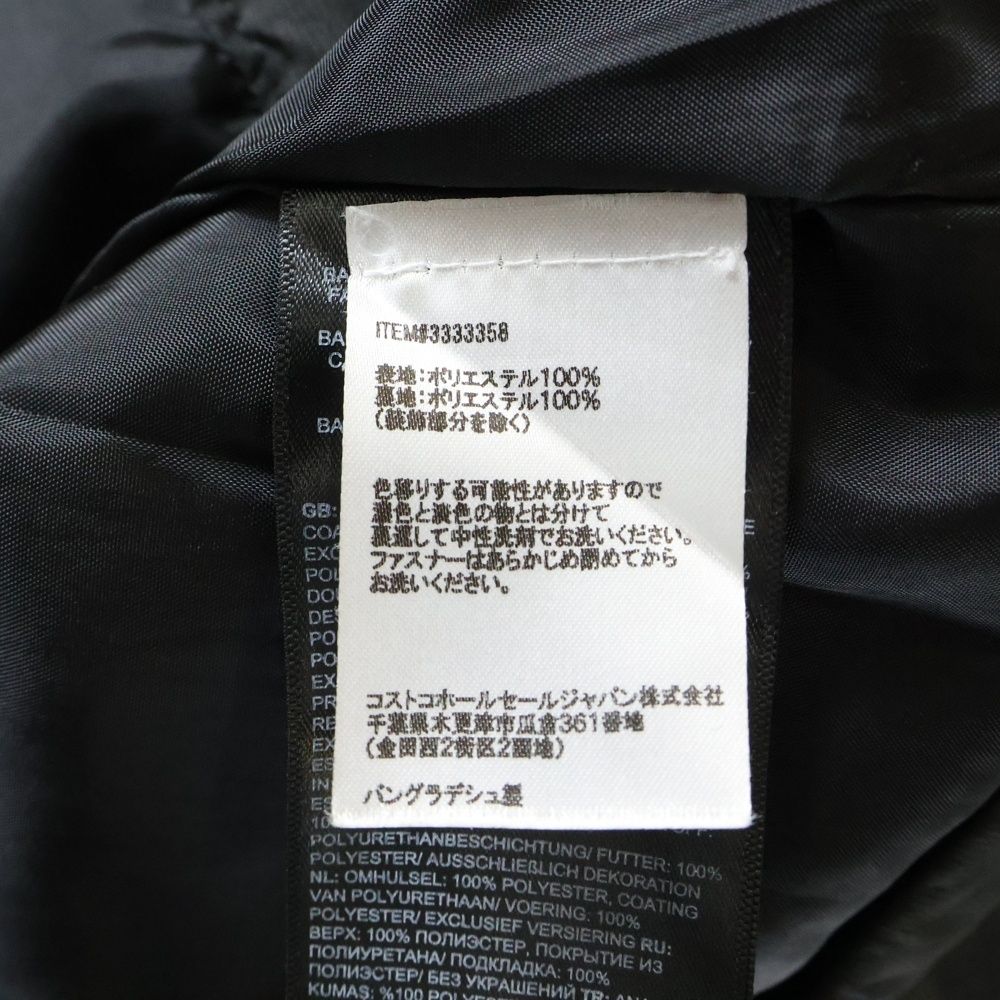 ITEM#3333358
表地:ポリエステル100%
裏地:ポリエステル100%
(装飾部分を除く)
色移りする可能性がありますので
濃色と淡色の物とは分けて
裏返して中性洗剤でお洗いください。
ファスナーはあらかじめ閉めてから
お洗いください。
コストコホールセールジャパン株式会社
千葉県木更津市瓜倉361番地
(金田西2街区2画地)
バングラデシュ製
BA
BA
BA
GB:
POLYURETHANBESCHICHTUNG/ FUTTER: 100%
POLYESTER/ AUSSCHLIEßLICH DEKORATION
NL: OMHULSEL: 100% POLYESTER, COATING
VAN POLYURETHAAN/ VOERING: 100%
POLYESTER/ EXCLUSIEF VERSIERING RU:
ВЕРХ: 100% ПОЛИЭСТЕР, ПОКРЫТИЕ ИЗ
ПОЛИУРЕТАНА/ ПОДКЛАДКА: 100%
ПОЛИЭСТЕР/ БЕЗ УКРАШЕНИЙ TR:
KUMAŞ: %100